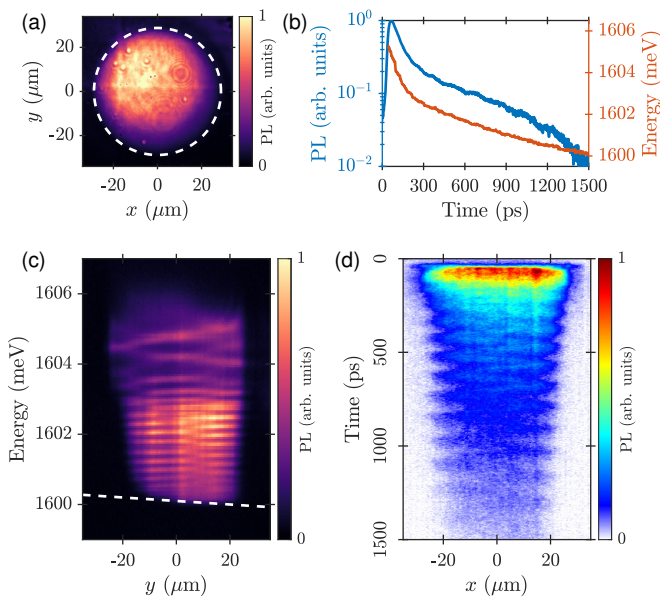 (a)
20
0
-20
y (μm)
-20 0 20
x (μm)
1
0
PL (arb. units)
(b)
10⁰
10⁻¹
10⁻²
PL (arb. units)
0 300 600 900 1200 1500
Time (ps)
1606
1604
1602
1600
Energy (meV)
(c)
1606
1604
1602
1600
Energy (meV)
-20 0 20
y (μm)
1
0
PL (arb. units)
(d)
0
500
1000
1500
Time (ps)
-20 0 20
x (μm)
1
0
PL (arb. units)